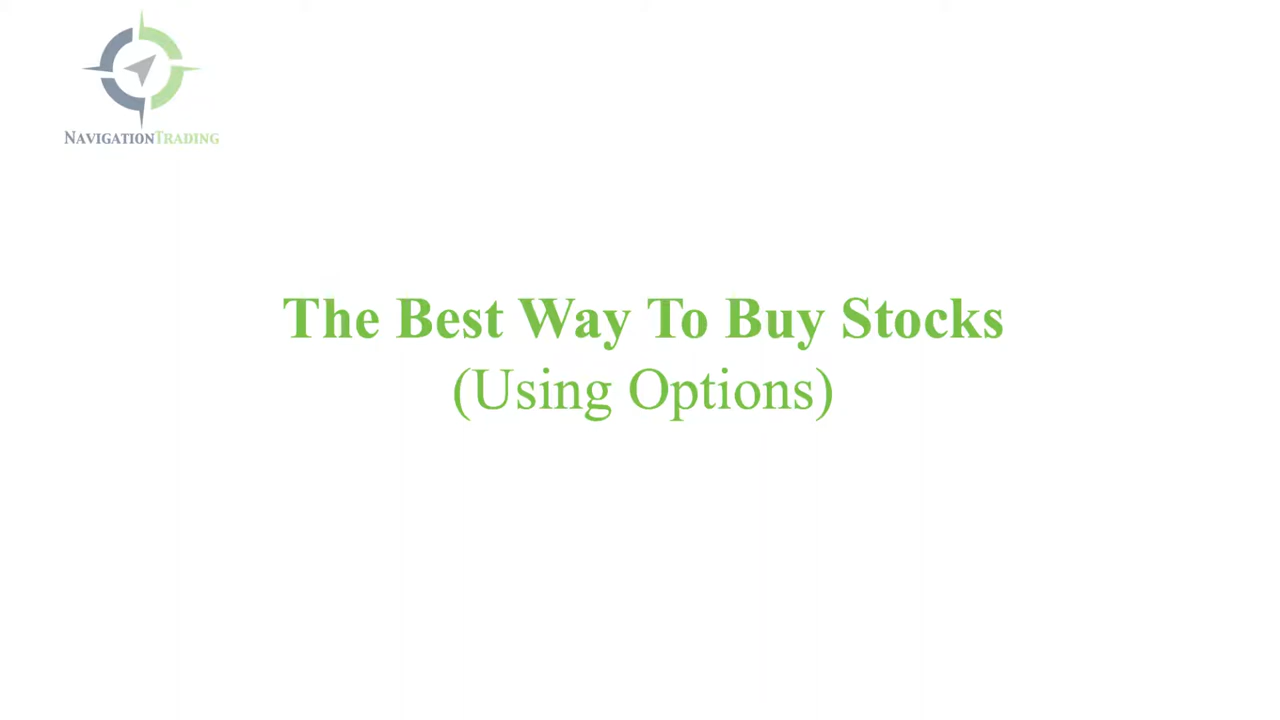 NAVIGATIONTRADING
The Best Way To Buy Stocks
(Using Options)